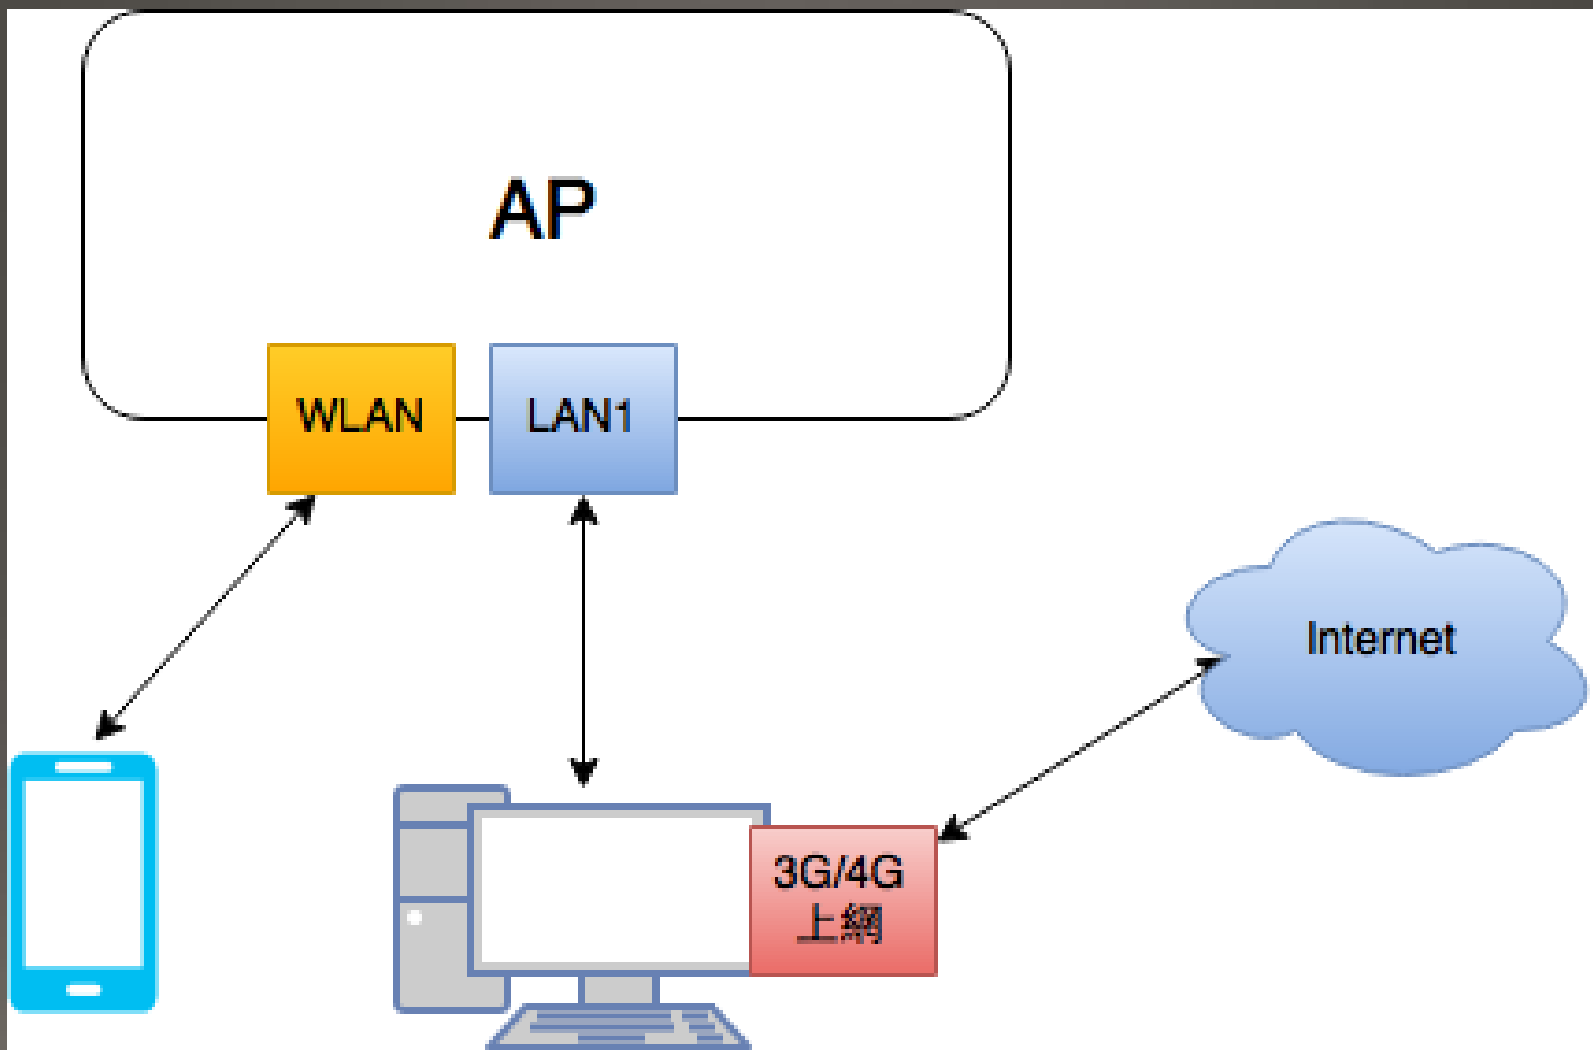 AP
WLAN
LAN1
Internet
3G/4G
上網